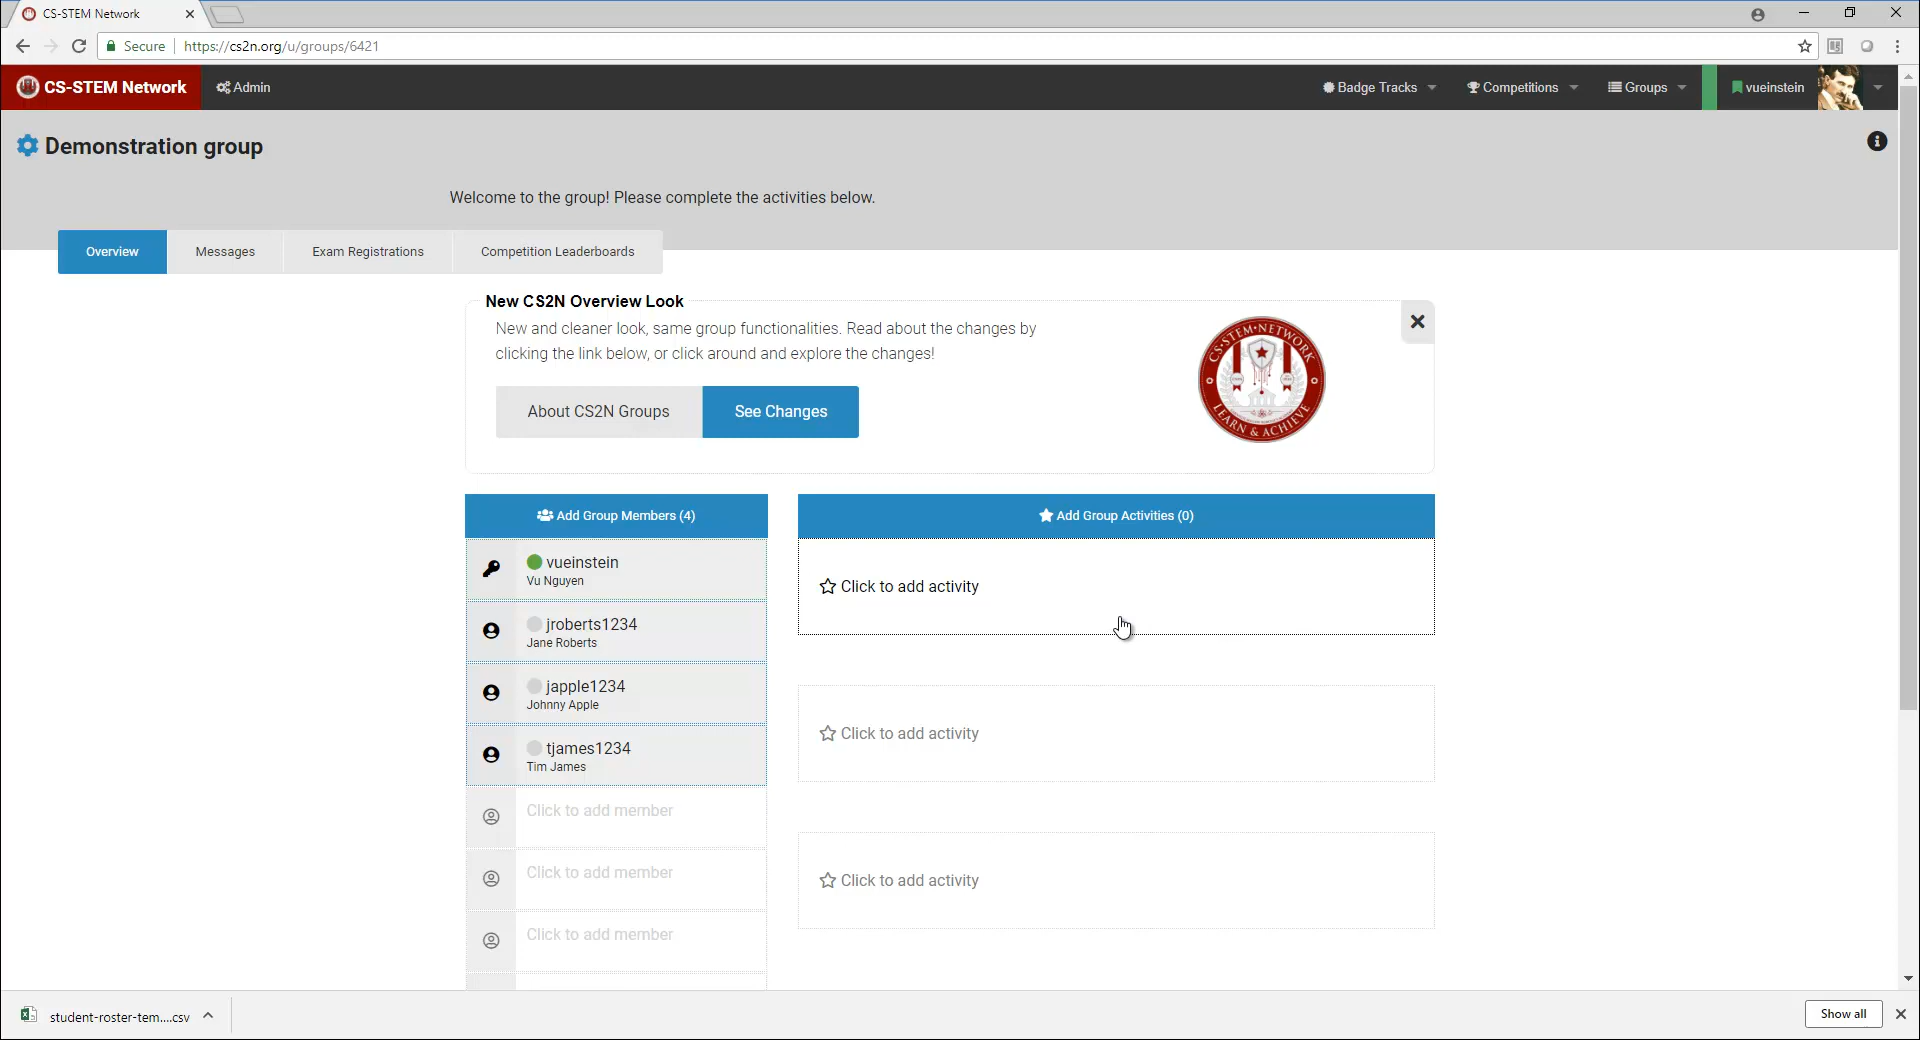 CS-STEM Network
Secure
https://cs2n.org/u/groups/6421
CS-STEM Network
Admin
Badge Tracks
Competitions
Groups
vueinstein
Demonstration group
Welcome to the group! Please complete the activities below.
Overview
Messages
Exam Registrations
Competition Leaderboards
New CS2N Overview Look
New and cleaner look, same group functionalities. Read about the changes by
clicking the link below, or click around and explore the changes!
About CS2N Groups
See Changes
CS-STEM•NETWORK
LEARN & ACHIEVE
Add Group Members (4)
vueinstein
Vu Nguyen
jroberts1234
Jane Roberts
japple1234
Johnny Apple
tjames1234
Tim James
Click to add member
Click to add member
Click to add member
Add Group Activities (0)
Click to add activity
Click to add activity
Click to add activity
student-roster-tem....csv
Show all